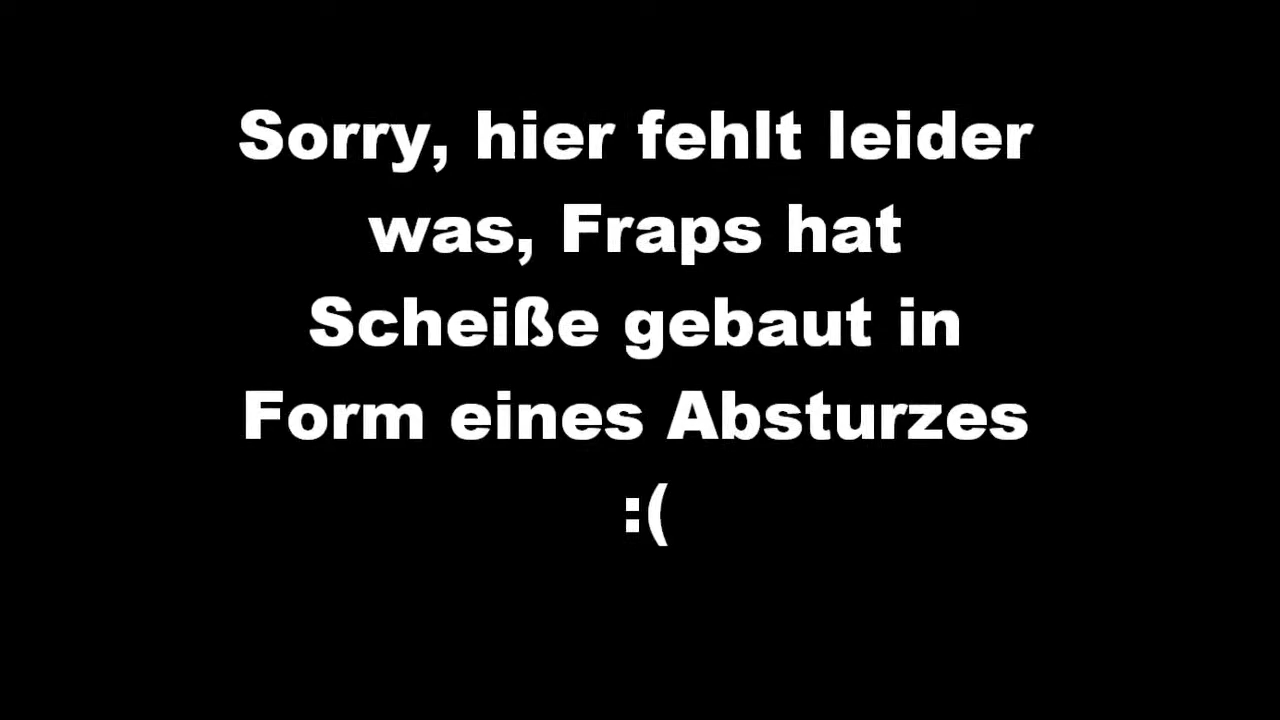 Sorry, hier fehlt leider
was, Fraps hat
Scheiße gebaut in
Form eines Absturzes
:(